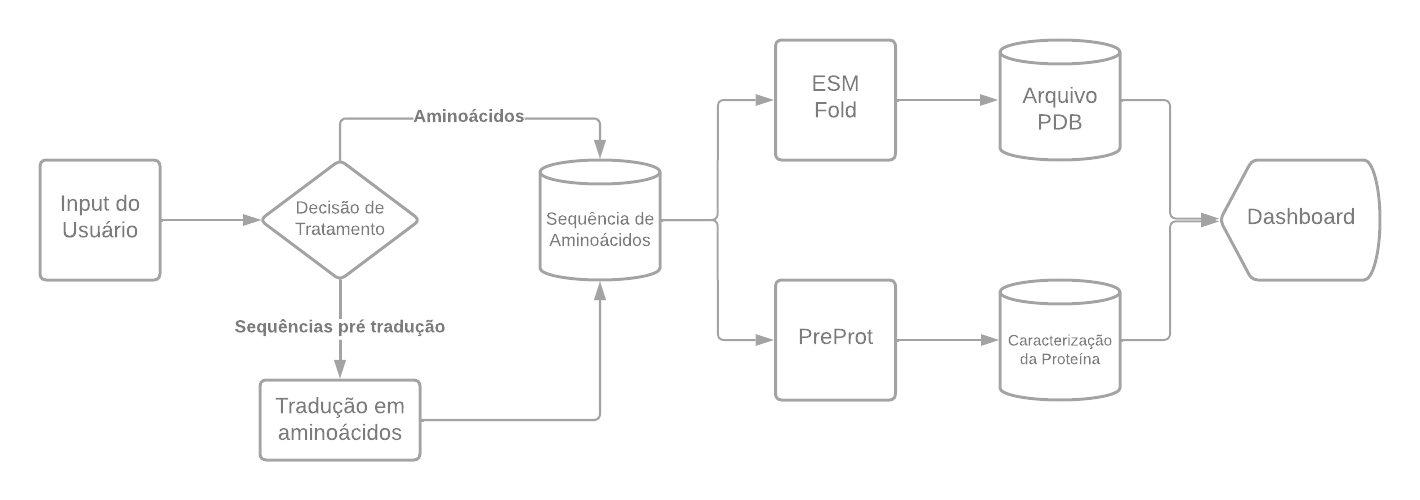 Input do
Usuário
Decisão de
Tratamento
Aminoácidos
Sequências pré tradução
Tradução em
aminoácidos
Sequência de
Aminoácidos
ESM
Fold
Arquivo
PDB
PreProt
Caracterização
da Proteína
Dashboard